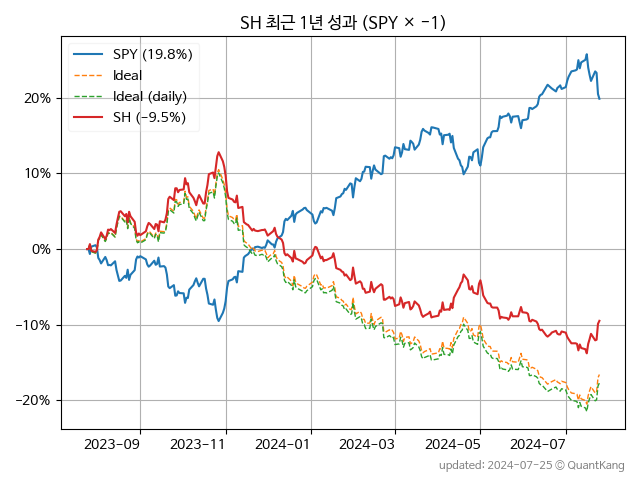 SH 최근 1년 성과 (SPY × −1)
SPY (19.8%)
Ideal
Ideal (daily)
SH (−9.5%)
20%
10%
0%
−10%
−20%
2023-09 2023-11 2024-01 2024-03 2024-05 2024-07
updated: 2024-07-25 © QuantKang